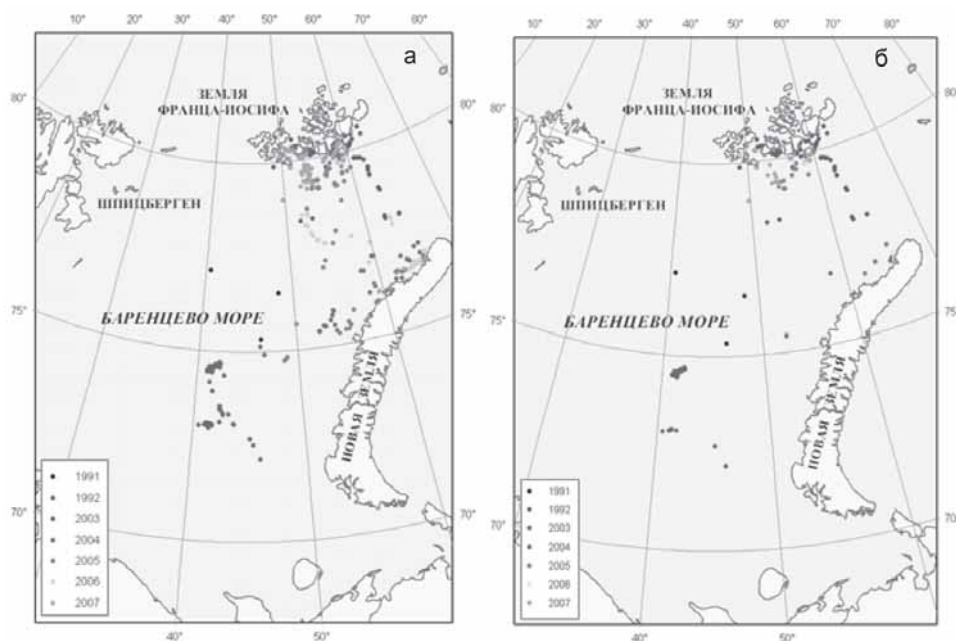 10° 20° 30° 40° 50° 60° 70° 80°
а
ЗЕМЛЯ
ФРАНЦА-ИОСИФА
80°
80°
ШПИЦБЕРГЕН
75°
75°
БАРЕНЦЕВО МОРЕ
НОВАЯ ЗЕМЛЯ
1991
1992
2003
2004
2005
2006
2007
70°
70°
40° 50°
10° 20° 30° 40° 50° 60° 70° 80°
б
ЗЕМЛЯ
ФРАНЦА-ИОСИФА
80°
80°
ШПИЦБЕРГЕН
75°
75°
БАРЕНЦЕВО МОРЕ
НОВАЯ ЗЕМЛЯ
1991
1992
2003
2004
2005
2006
2007
70°
70°
40° 50°